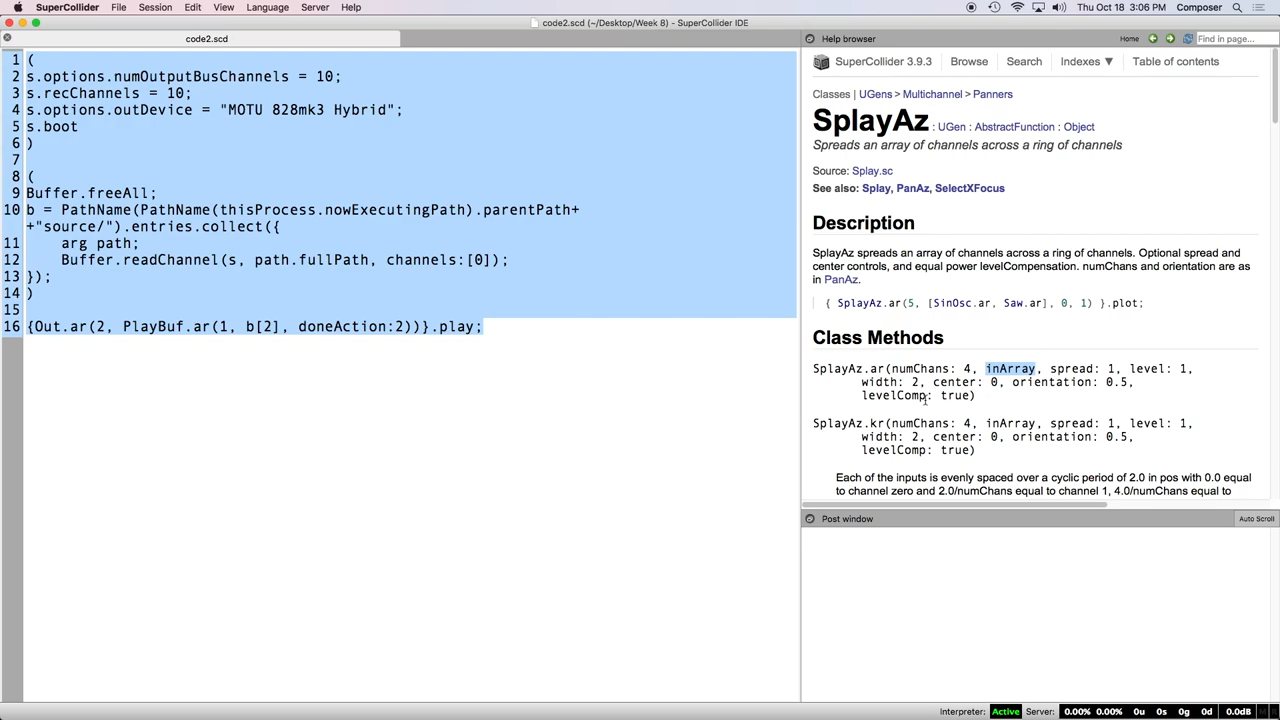 SuperCollider File Session Edit View Language Server Help Thu Oct 18 3:06 PM Composer
code2.scd (~/Desktop/Week 8) - SuperCollider IDE
code2.scd
1 (
2 s.options.numOutputBusChannels = 10;
3 s.recChannels = 10;
4 s.options.outDevice = "MOTU 828mk3 Hybrid";
5 s.boot
6 )
7
8 (
9 Buffer.freeAll;
10 b = PathName(PathName(thisProcess.nowExecutingPath).parentPath+
+"source/").entries.collect({
11 arg path;
12 Buffer.readChannel(s, path.fullPath, channels:[0]);
13 });
14 )
15
16 {Out.ar(2, PlayBuf.ar(1, b[2], doneAction:2))}.play;
Help browser Home Find in page...
SuperCollider 3.9.3 Browse Search Indexes ▼ Table of contents
Classes | UGens > Multichannel > Panners
SplayAz : UGen : AbstractFunction : Object
Spreads an array of channels across a ring of channels
Source: Splay.sc
See also: Splay, PanAz, SelectXFocus
Description
SplayAz spreads an array of channels across a ring of channels. Optional spread and
center controls, and equal power levelCompensation. numChans and orientation are as
in PanAz.
{ SplayAz.ar(5, [SinOsc.ar, Saw.ar], 0, 1) }.plot;
Class Methods
SplayAz.ar(numChans: 4, inArray, spread: 1, level: 1,
width: 2, center: 0, orientation: 0.5,
levelComp: true)
SplayAz.kr(numChans: 4, inArray, spread: 1, level: 1,
width: 2, center: 0, orientation: 0.5,
levelComp: true)
Each of the inputs is evenly spaced over a cyclic period of 2.0 in pos with 0.0 equal
to channel zero and 2.0/numChans equal to channel 1, 4.0/numChans equal to
Post window Auto Scroll
Interpreter: Active Server: 0.00% 0.00% 0u 0s 0g 0d 0.0dB M R